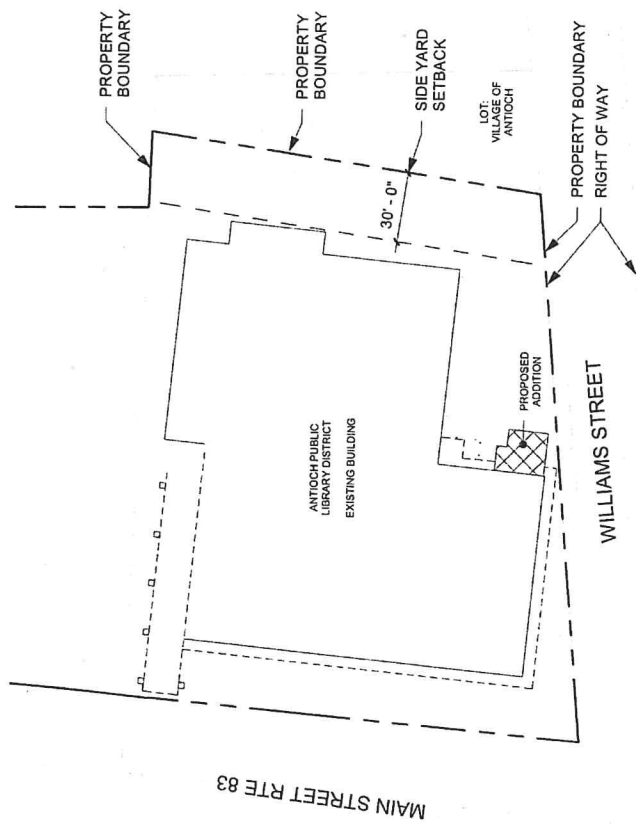 PROPERTY
BOUNDARY
PROPERTY
BOUNDARY
SIDE YARD
SETBACK
30' - 0"
LOT:
VILLAGE OF
ANTIOCH
PROPERTY BOUNDARY
RIGHT OF WAY
ANTIOCH PUBLIC
LIBRARY DISTRICT
EXISTING BUILDING
PROPOSED
ADDITION
WILLIAMS STREET
MAIN STREET RTE 83